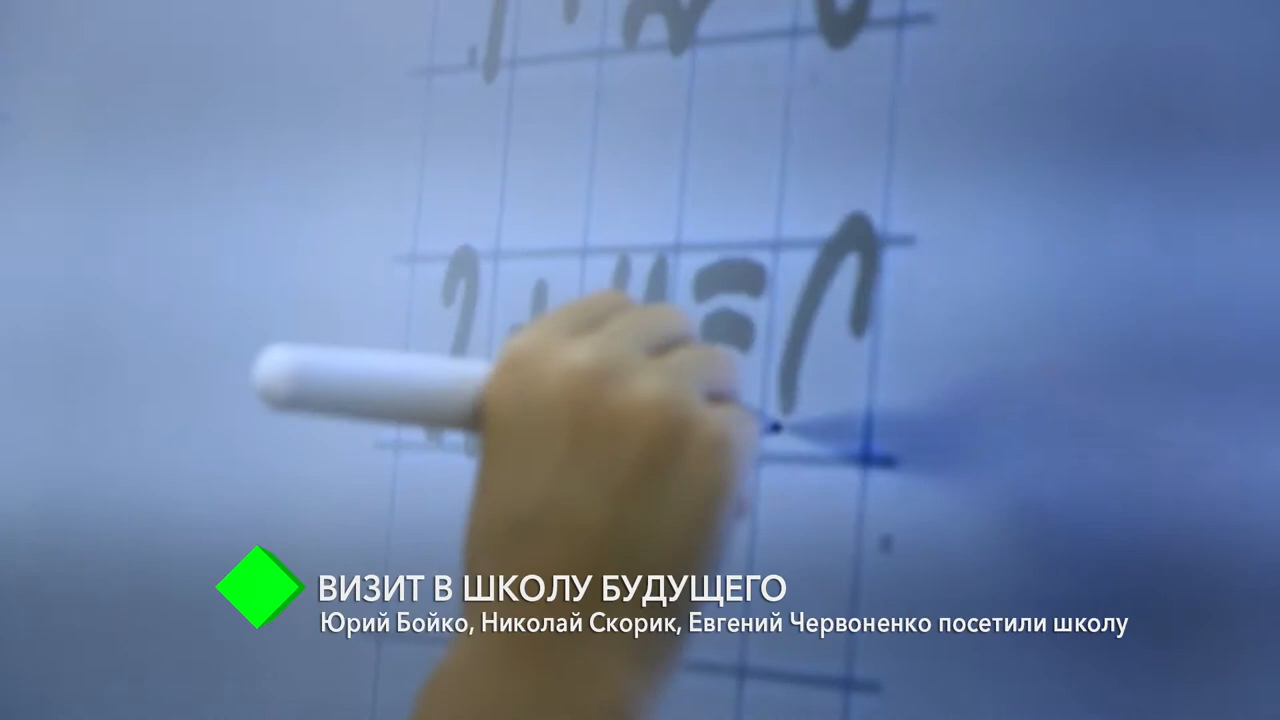 ВИЗИТ В ШКОЛУ БУДУЩЕГО
Юрий Бойко, Николай Скорик, Евгений Червоненко посетили школу